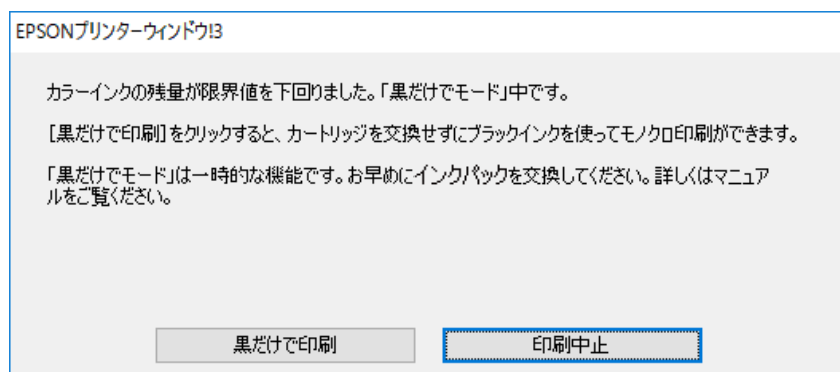 EPSONプリンターウィンドウ!3
カラーインクの残量が限界値を下回りました。「黒だけでモード」中です。
[黒だけで印刷]をクリックすると、カートリッジを交換せずにブラックインクを使ってモノクロ印刷ができます。
「黒だけでモード」は一時的な機能です。お早めにインクパックを交換してください。詳しくはマニュア
ルをご覧ください。
黒だけで印刷
印刷中止